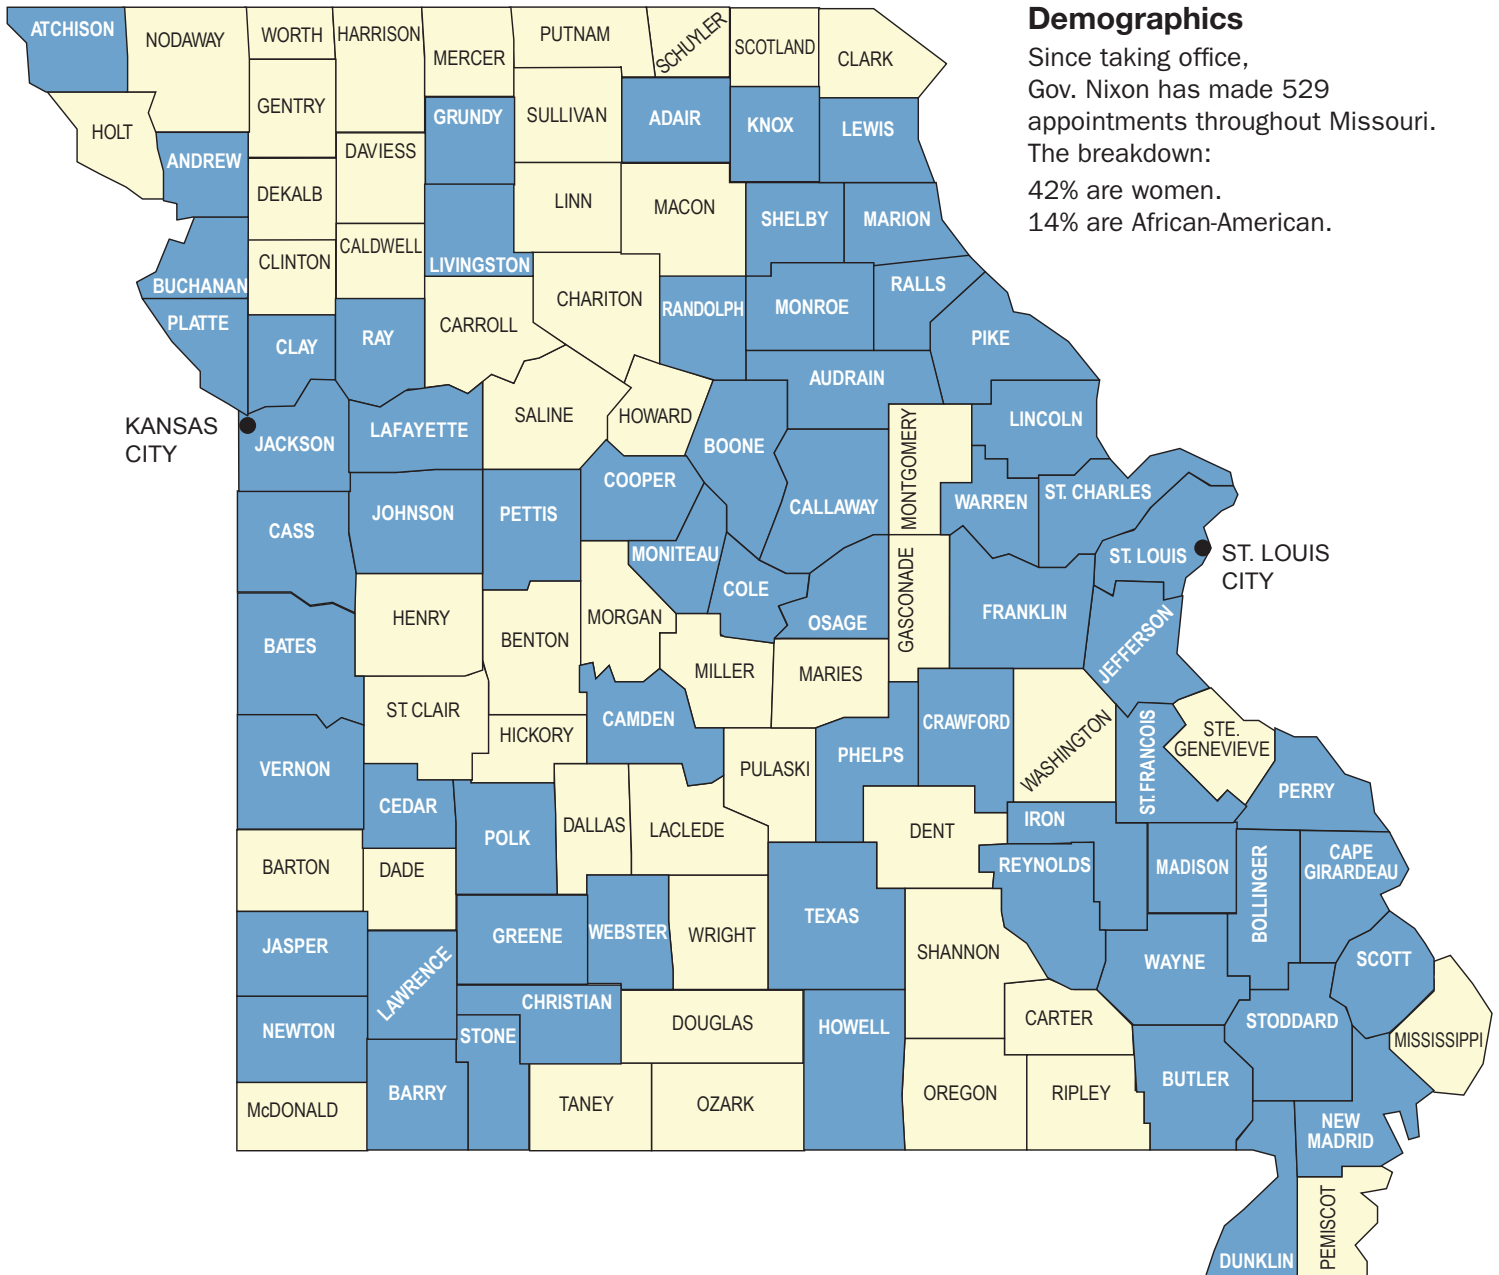 Demographics
Since taking office,
Gov. Nixon has made 529
appointments throughout Missouri.
The breakdown:
42% are women.
14% are African-American.
ATCHISON
NODAWAY
WORTH
HARRISON
MERCER
PUTNAM
SCHUYLER
SCOTLAND
CLARK
HOLT
GENTRY
GRUNDY
SULLIVAN
ADAIR
KNOX
LEWIS
ANDREW
DAVIESS
DEKALB
LINN
MACON
SHELBY
MARION
BUCHANAN
CLINTON
CALDWELL
LIVINGSTON
CHARITON
RANDOLPH
MONROE
RALLS
PLATTE
CLAY
RAY
CARROLL
PIKE
AUDRAIN
KANSAS
CITY
JACKSON
LAFAYETTE
SALINE
HOWARD
BOONE
MONTGOMERY
LINCOLN
COOPER
CALLAWAY
WARREN
ST. CHARLES
CASS
JOHNSON
PETTIS
MONITEAU
ST. LOUIS
ST. LOUIS
CITY
COLE
OSAGE
GASCONADE
FRANKLIN
JEFFERSON
BATES
HENRY
BENTON
MORGAN
MILLER
MARIES
ST. CLAIR
HICKORY
CAMDEN
PULASKI
PHELPS
CRAWFORD
WASHINGTON
ST. FRANCOIS
STE.
GENEVIEVE
PERRY
VERNON
CEDAR
POLK
DALLAS
LACLEDE
DENT
IRON
REYNOLDS
MADISON
BOLLINGER
CAPE
GIRARDEAU
BARTON
DADE
JASPER
LAWRENCE
GREENE
WEBSTER
WRIGHT
TEXAS
SHANNON
WAYNE
SCOTT
NEWTON
STONE
CHRISTIAN
DOUGLAS
HOWELL
CARTER
STODDARD
MISSISSIPPI
McDONALD
BARRY
TANEY
OZARK
OREGON
RIPLEY
BUTLER
NEW
MADRID
DUNKLIN
PEMISCOT